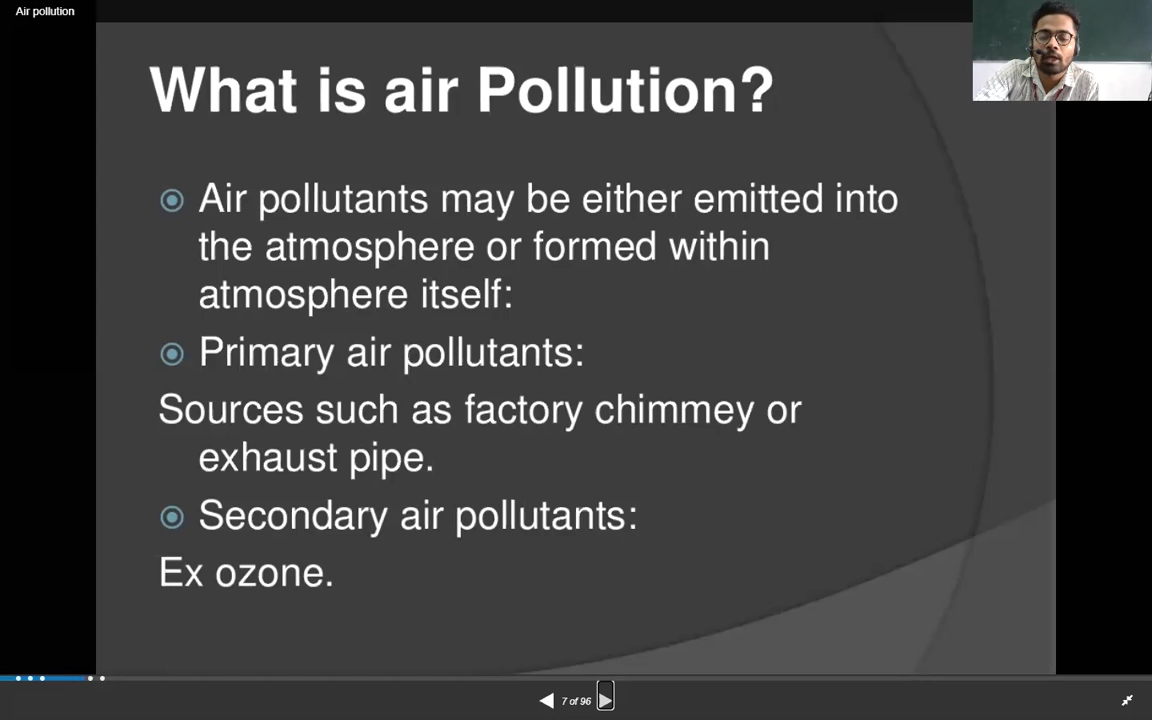 Air pollution
What is air Pollution?
Air pollutants may be either emitted into
the atmosphere or formed within
atmosphere itself:
Primary air pollutants:
Sources such as factory chimmey or
exhaust pipe.
Secondary air pollutants:
Ex ozone.
7 of 96